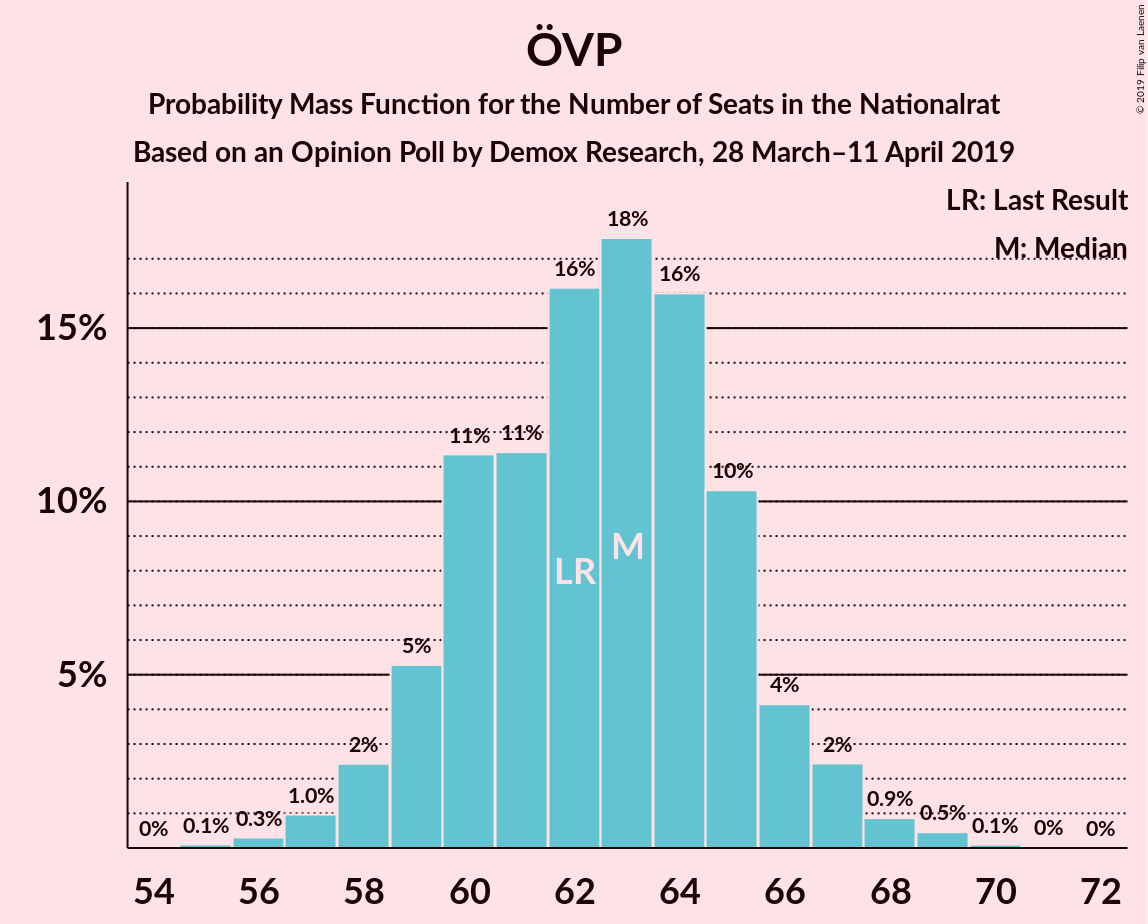 ÖVP
Probability Mass Function for the Number of Seats in the Nationalrat
Based on an Opinion Poll by Demox Research, 28 March–11 April 2019
© 2019 Filip van Laenen
LR: Last Result
M: Median
15%
10%
5%
0%
0.1%
0.3%
1.0%
2%
5%
11%
11%
16%
18%
16%
10%
4%
2%
0.9%
0.5%
0.1%
0%
0%
LR
M
54 56 58 60 62 64 66 68 70 72